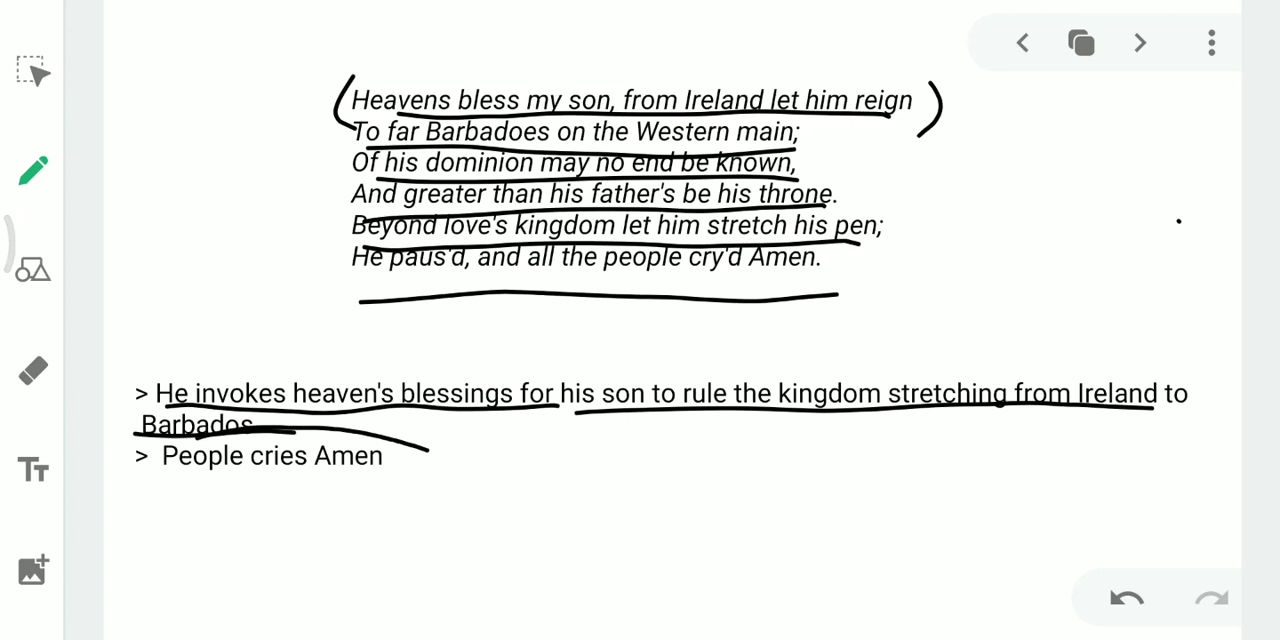 Heavens bless my son, from Ireland let him reign
To far Barbadoes on the Western main;
Of his dominion may no end be known,
And greater than his father's be his throne.
Beyond love's kingdom let him stretch his pen;
He paus'd, and all the people cry'd Amen.
> He invokes heaven's blessings for his son to rule the kingdom stretching from Ireland to
Barbados
> People cries Amen
TT